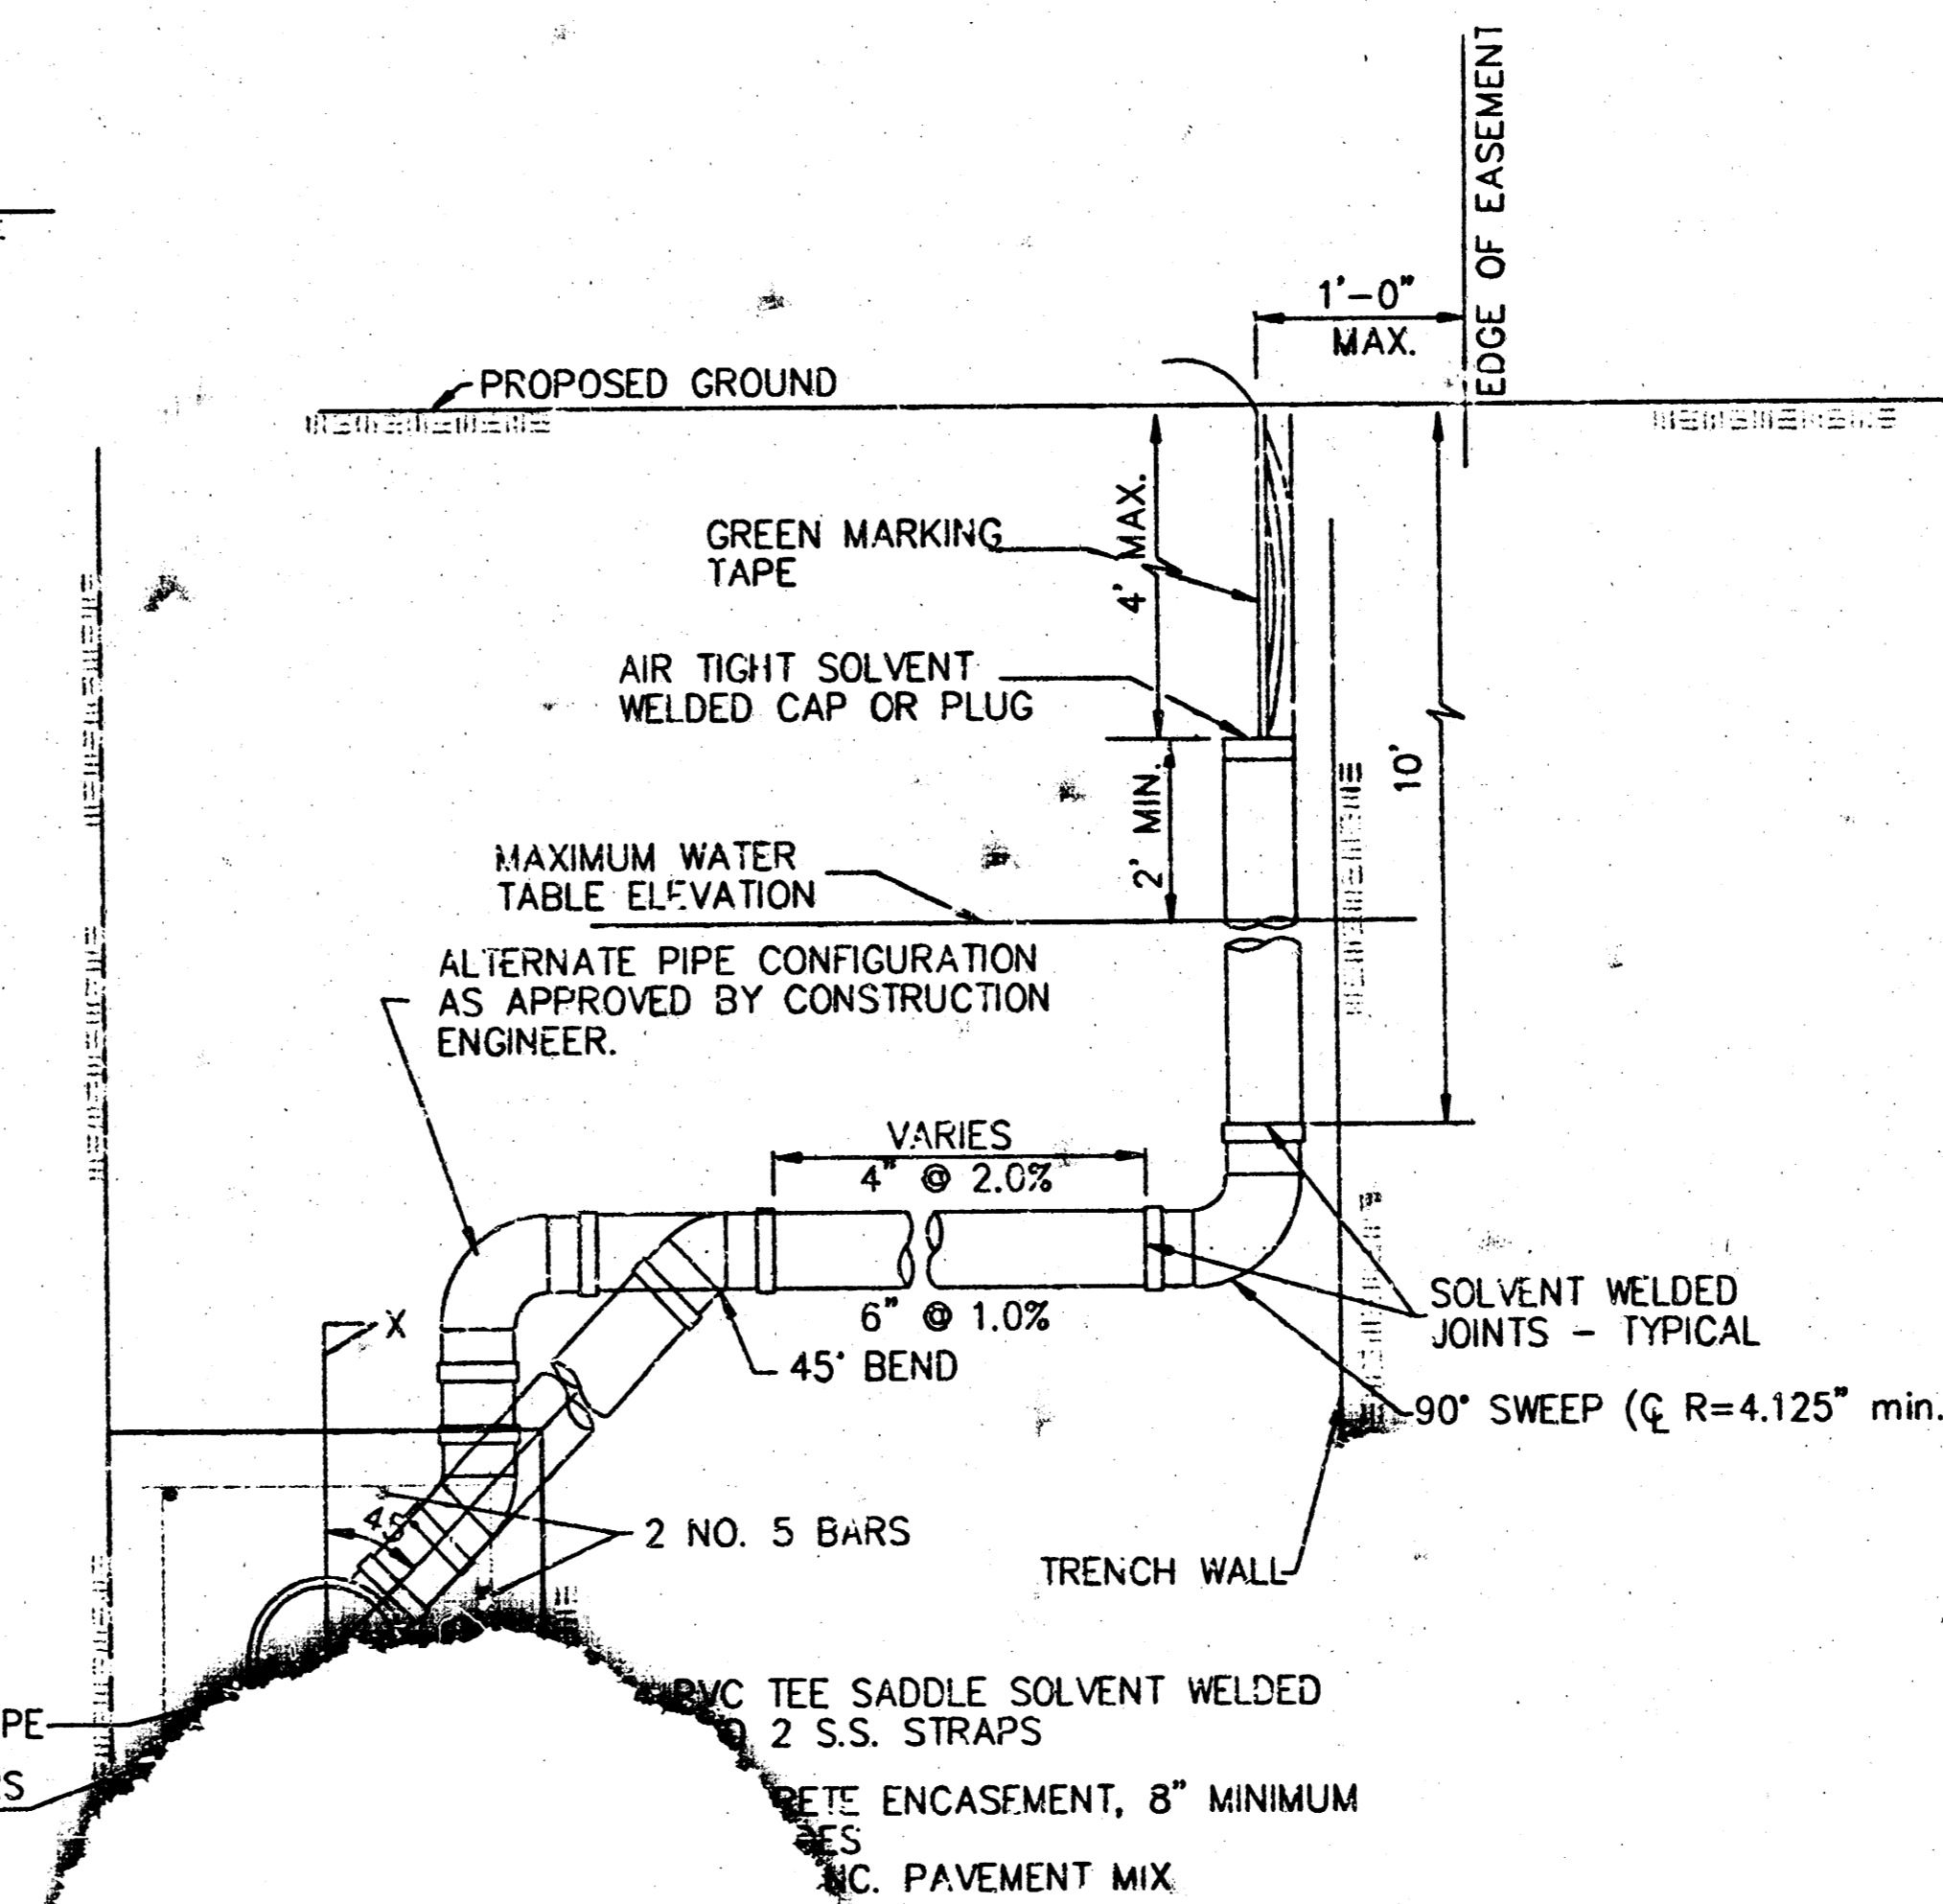 EDGE OF EASEMENT
1'-0"
MAX.
PROPOSED GROUND
GREEN MARKING
TAPE
4' MAX.
AIR TIGHT SOLVENT
WELDED CAP OR PLUG
2' MIN.
10'
MAXIMUM WATER
TABLE ELEVATION
ALTERNATE PIPE CONFIGURATION
AS APPROVED BY CONSTRUCTION
ENGINEER.
VARIES
4" @ 2.0%
6" @ 1.0%
SOLVENT WELDED
JOINTS - TYPICAL
X
45° BEND
90° SWEEP (℄ R=4.125" min.
2 NO. 5 BARS
TRENCH WALL
PVC TEE SADDLE SOLVENT WELDED
2 S.S. STRAPS
PE
S
ENCASEMENT, 8" MINIMUM
PAVEMENT MIX